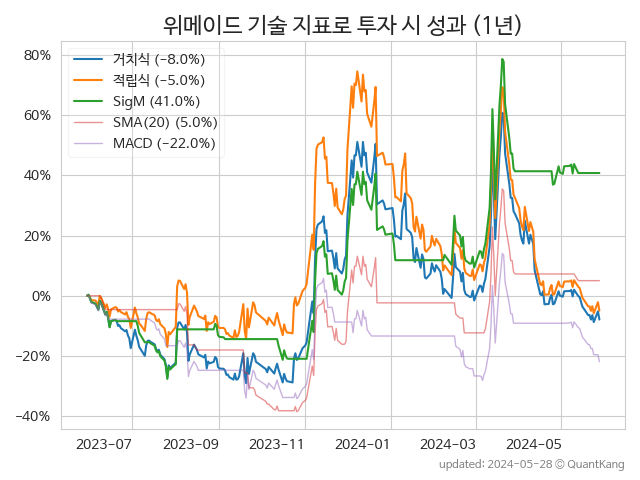 위메이드 기술 지표로 투자 시 성과 (1년)
80%
60%
40%
20%
0%
−20%
−40%
거치식 (−8.0%)
적립식 (−5.0%)
SigM (41.0%)
SMA(20) (5.0%)
MACD (−22.0%)
2023−07
2023−09
2023−11
2024−01
2024−03
2024−05
updated: 2024−05−28 © QuantKang